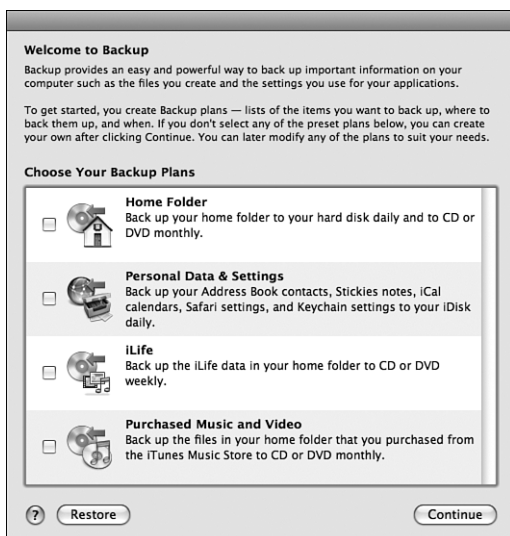 Welcome to Backup
Backup provides an easy and powerful way to back up important information on your
computer such as the files you create and the settings you use for your applications.
To get started, you create Backup plans — lists of the items you want to back up, where to
back them up, and when. If you don't select any of the preset plans below, you can create
your own after clicking Continue. You can later modify any of the plans to suit your needs.
Choose Your Backup Plans
Home Folder
Back up your home folder to your hard disk daily and to CD or
DVD monthly.
Personal Data & Settings
Back up your Address Book contacts, Stickies notes, iCal
calendars, Safari settings, and Keychain settings to your iDisk
daily.
iLife
Back up the iLife data in your home folder to CD or DVD
weekly.
Purchased Music and Video
Back up the files in your home folder that you purchased from
the iTunes Music Store to CD or DVD monthly.
? Restore Continue